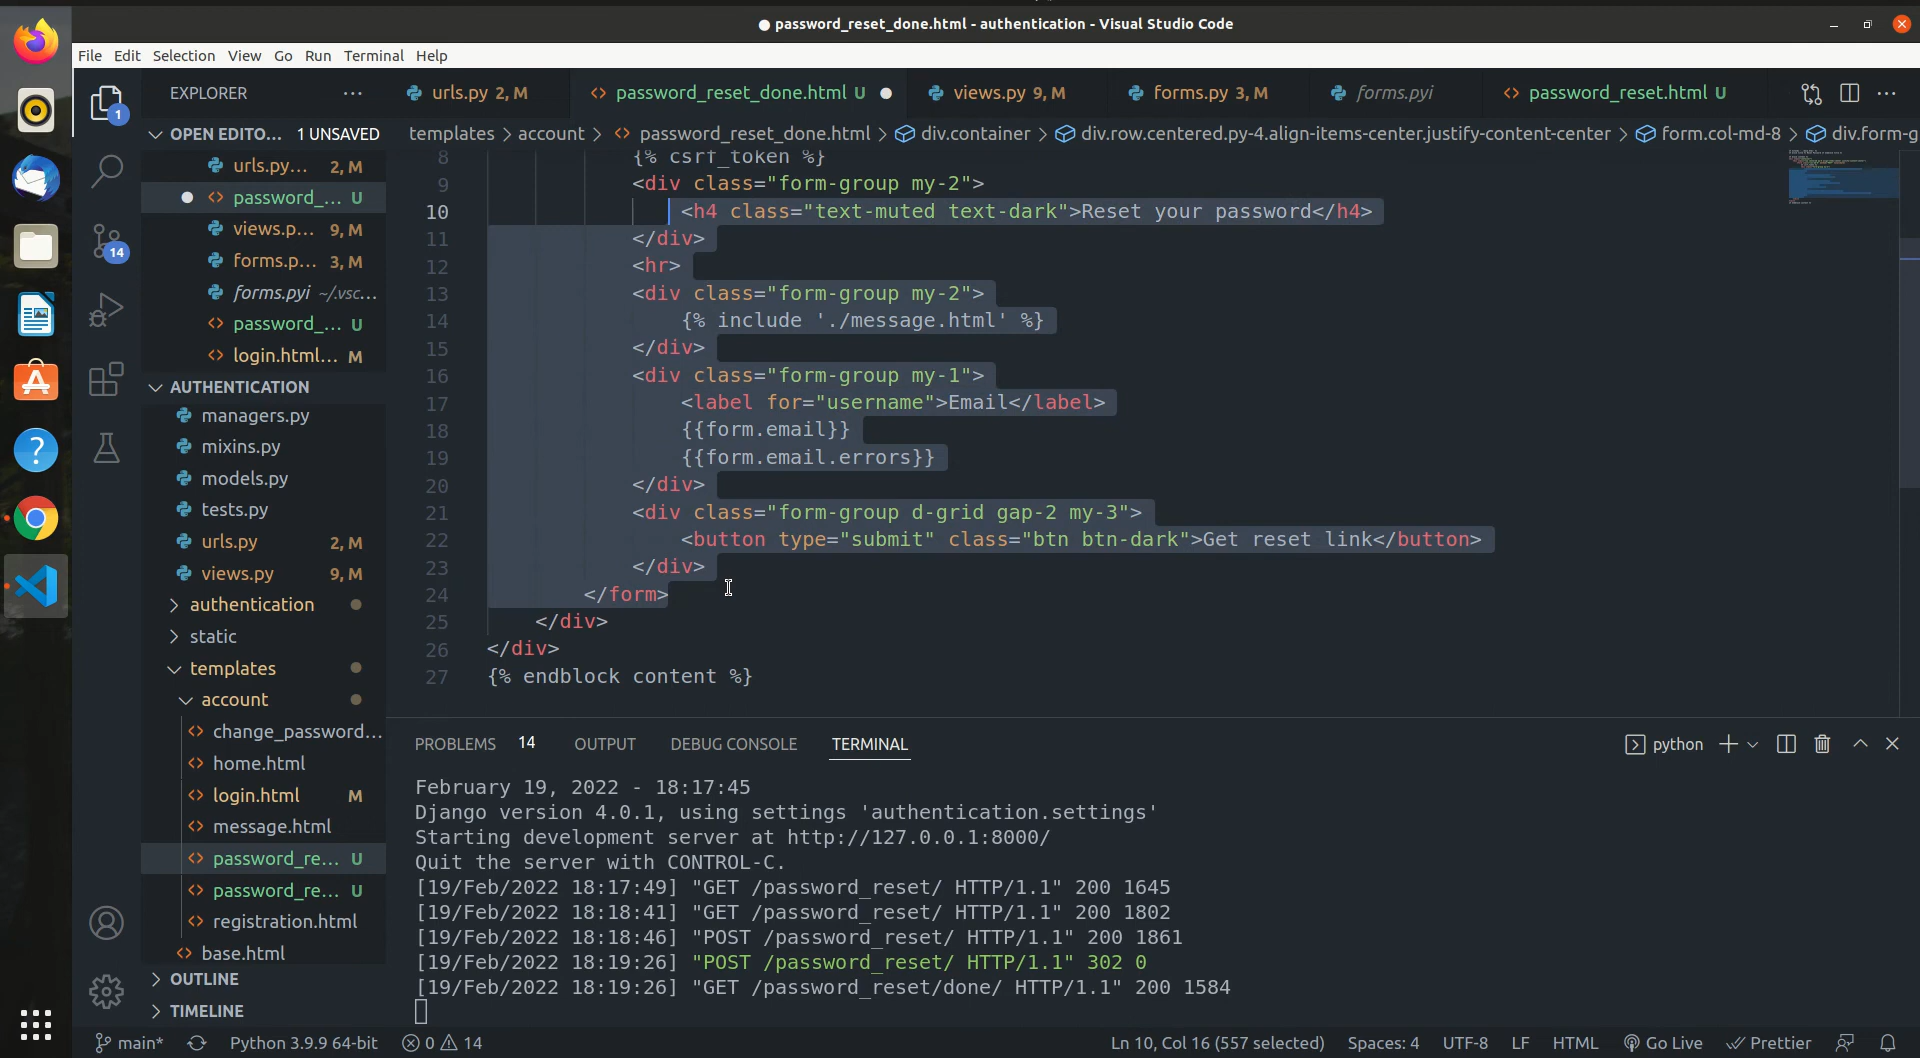 ● password_reset_done.html - authentication - Visual Studio Code
File Edit Selection View Go Run Terminal Help
1
EXPLORER ···
urls.py 2, M
password_reset_done.html U ●
views.py 9, M
forms.py 3, M
forms.pyi
password_reset.html U
OPEN EDITO... 1 UNSAVED
templates > account > password_reset_done.html > div.container > div.row.centered.py-4.align-items-center.justify-content-center > form.col-md-8 > div.form-g
urls.py... 2, M
password_... U
views.p... 9, M
forms.p... 3, M
forms.pyi ~/.vsc...
password_... U
login.html... M
14
AUTHENTICATION
managers.py
mixins.py
models.py
tests.py
urls.py 2, M
views.py 9, M
authentication
static
templates
account
change_password...
home.html
login.html M
message.html
password_re... U
password_re... U
registration.html
base.html
OUTLINE
TIMELINE
8 {% csrf_token %}
9 <div class="form-group my-2">
10 <h4 class="text-muted text-dark">Reset your password</h4>
11 </div>
12 <hr>
13 <div class="form-group my-2">
14 {% include './message.html' %}
15 </div>
16 <div class="form-group my-1">
17 <label for="username">Email</label>
18 {{form.email}}
19 {{form.email.errors}}
20 </div>
21 <div class="form-group d-grid gap-2 my-3">
22 <button type="submit" class="btn btn-dark">Get reset link</button>
23 </div>
24 </form>
25 </div>
26 </div>
27 {% endblock content %}
PROBLEMS 14 OUTPUT DEBUG CONSOLE TERMINAL
python
February 19, 2022 - 18:17:45
Django version 4.0.1, using settings 'authentication.settings'
Starting development server at http://127.0.0.1:8000/
Quit the server with CONTROL-C.
[19/Feb/2022 18:17:49] "GET /password_reset/ HTTP/1.1" 200 1645
[19/Feb/2022 18:18:41] "GET /password_reset/ HTTP/1.1" 200 1802
[19/Feb/2022 18:18:46] "POST /password_reset/ HTTP/1.1" 200 1861
[19/Feb/2022 18:19:26] "POST /password_reset/ HTTP/1.1" 302 0
[19/Feb/2022 18:19:26] "GET /password_reset/done/ HTTP/1.1" 200 1584
main* Python 3.9.9 64-bit 0 14 Ln 10, Col 16 (557 selected) Spaces: 4 UTF-8 LF HTML Go Live Prettier